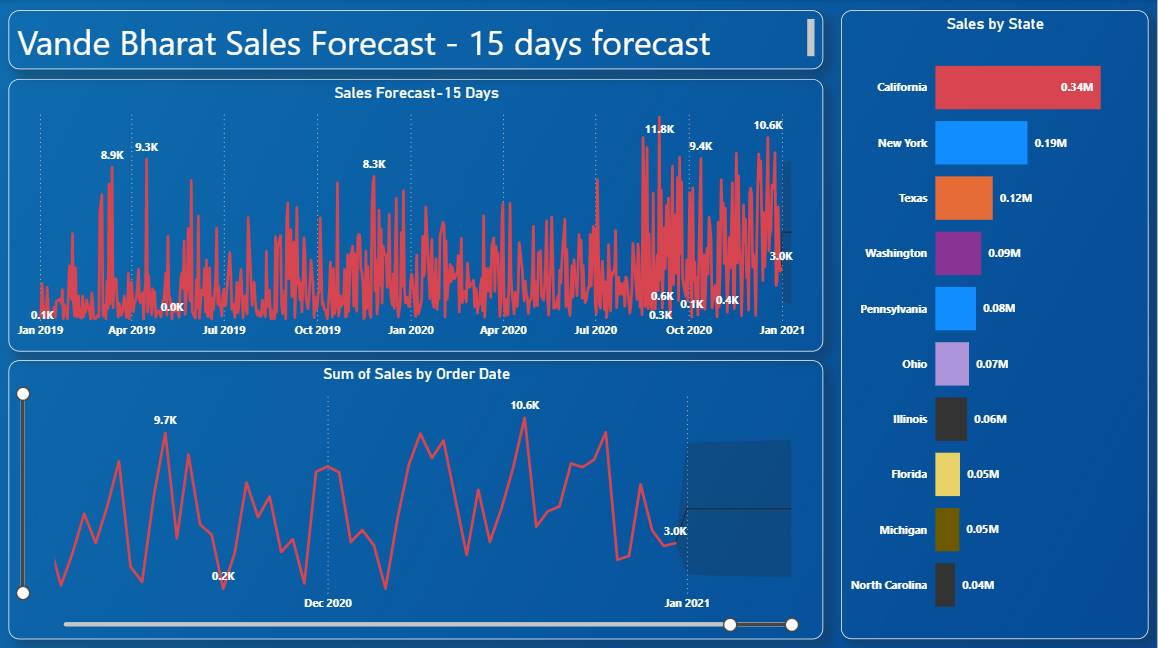 Vande Bharat Sales Forecast - 15 days forecast
Sales Forecast-15 Days
11.8K
10.6K
9.3K
8.9K
9.4K
8.3K
3.0K
0.6K
0.4K
0.1K
0.0K
0.1K
0.3K
Jan 2019 Apr 2019 Jul 2019 Oct 2019 Jan 2020 Apr 2020 Jul 2020 Oct 2020 Jan 2021
Sum of Sales by Order Date
10.6K
9.7K
3.0K
0.2K
Dec 2020 Jan 2021
Sales by State
California 0.34M
New York 0.19M
Texas 0.12M
Washington 0.09M
Pennsylvania 0.08M
Ohio 0.07M
Illinois 0.06M
Florida 0.05M
Michigan 0.05M
North Carolina 0.04M